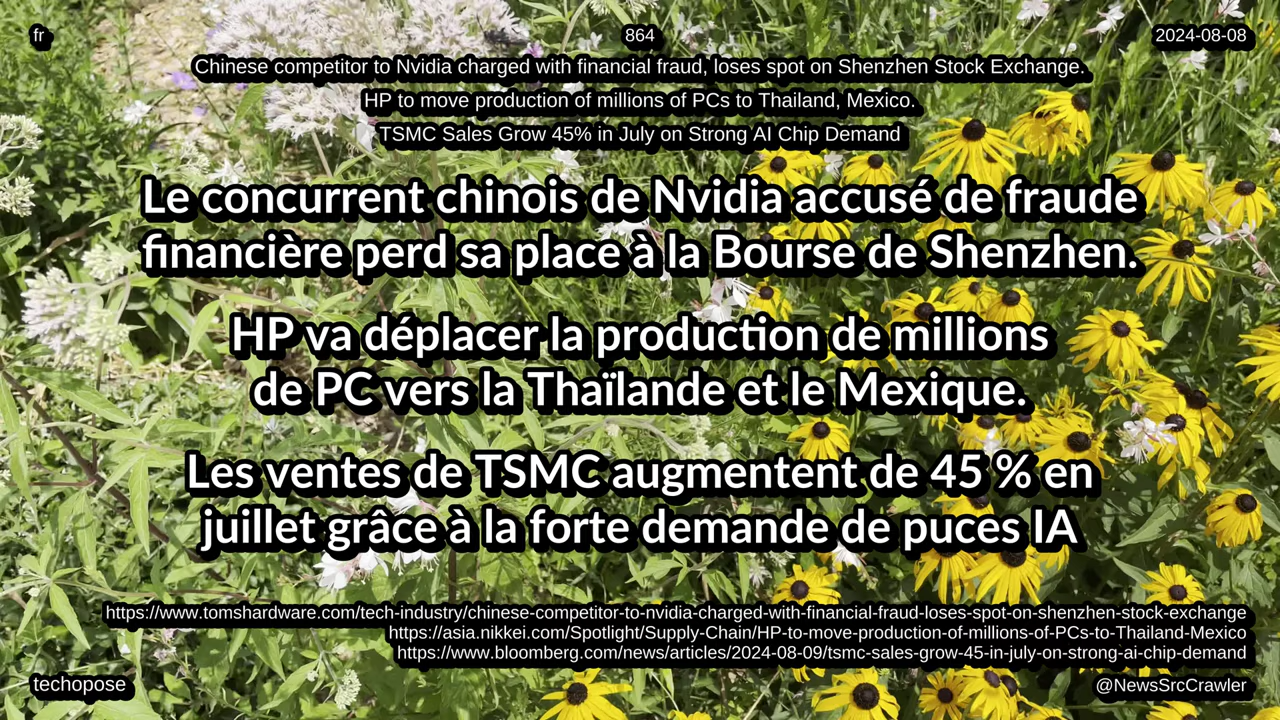 fr
864
2024-08-08
Chinese competitor to Nvidia charged with financial fraud, loses spot on Shenzhen Stock Exchange.
HP to move production of millions of PCs to Thailand, Mexico.
TSMC Sales Grow 45% in July on Strong AI Chip Demand
Le concurrent chinois de Nvidia accusé de fraude
financière perd sa place à la Bourse de Shenzhen.
HP va déplacer la production de millions
de PC vers la Thaïlande et le Mexique.
Les ventes de TSMC augmentent de 45 % en
juillet grâce à la forte demande de puces IA
https://www.tomshardware.com/tech-industry/chinese-competitor-to-nvidia-charged-with-financial-fraud-loses-spot-on-shenzhen-stock-exchange
https://asia.nikkei.com/Spotlight/Supply-Chain/HP-to-move-production-of-millions-of-PCs-to-Thailand-Mexico
https://www.bloomberg.com/news/articles/2024-08-09/tsmc-sales-grow-45-in-july-on-strong-ai-chip-demand
techopose
@NewsSrcCrawler